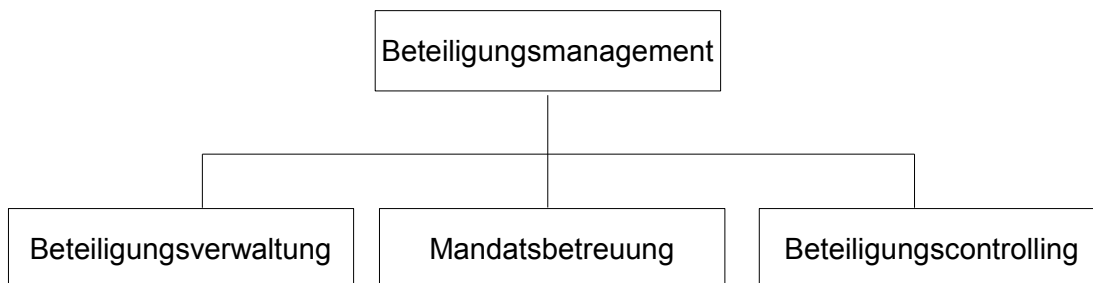 Beteiligungsmanagement
Beteiligungsverwaltung
Mandatsbetreuung
Beteiligungscontrolling